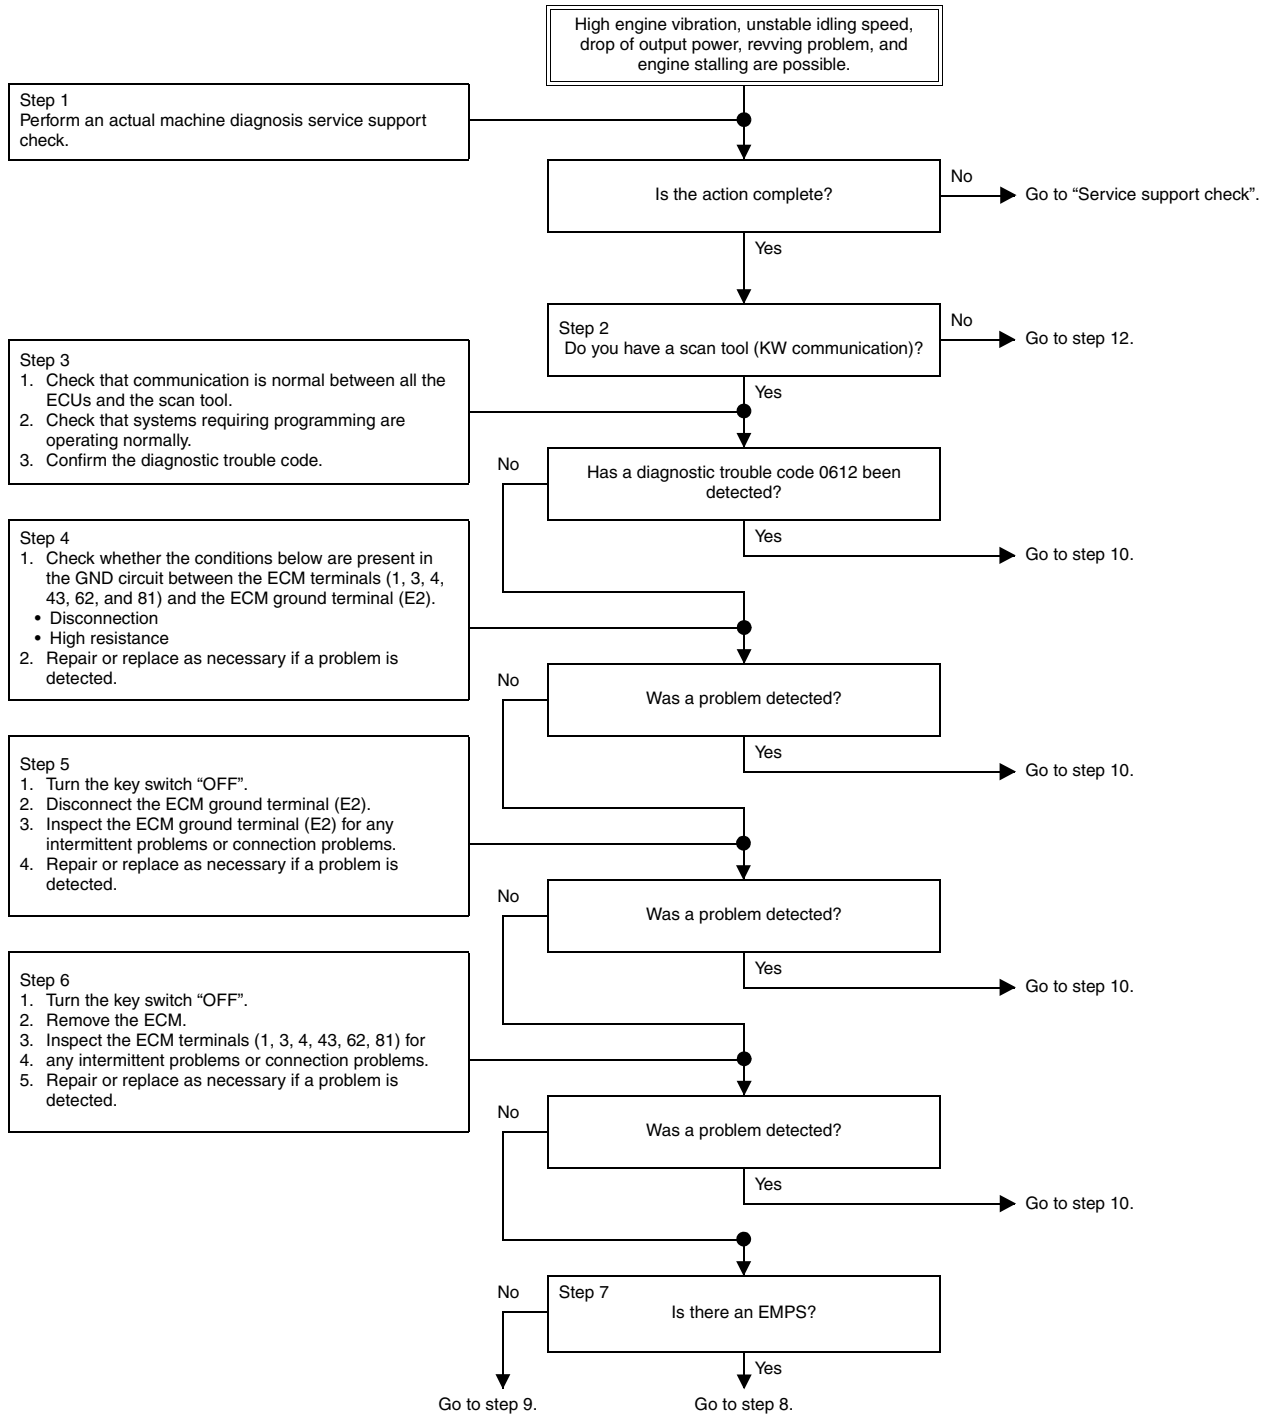 High engine vibration, unstable idling speed,
drop of output power, revving problem, and
engine stalling are possible.
Step 1
Perform an actual machine diagnosis service support
check.
Is the action complete?
No
Go to “Service support check”.
Yes
Step 2
Do you have a scan tool (KW communication)?
No
Go to step 12.
Yes
Step 3
1. Check that communication is normal between all the
ECUs and the scan tool.
2. Check that systems requiring programming are
operating normally.
3. Confirm the diagnostic trouble code.
No
Has a diagnostic trouble code 0612 been
detected?
Yes
Go to step 10.
Step 4
1. Check whether the conditions below are present in
the GND circuit between the ECM terminals (1, 3, 4,
43, 62, and 81) and the ECM ground terminal (E2).
• Disconnection
• High resistance
2. Repair or replace as necessary if a problem is
detected.
No
Was a problem detected?
Yes
Go to step 10.
Step 5
1. Turn the key switch “OFF”.
2. Disconnect the ECM ground terminal (E2).
3. Inspect the ECM ground terminal (E2) for any
intermittent problems or connection problems.
4. Repair or replace as necessary if a problem is
detected.
No
Was a problem detected?
Yes
Go to step 10.
Step 6
1. Turn the key switch “OFF”.
2. Remove the ECM.
3. Inspect the ECM terminals (1, 3, 4, 43, 62, 81) for
4. any intermittent problems or connection problems.
5. Repair or replace as necessary if a problem is
detected.
No
Was a problem detected?
Yes
Go to step 10.
No
Step 7
Is there an EMPS?
Yes
Go to step 9.
Go to step 8.